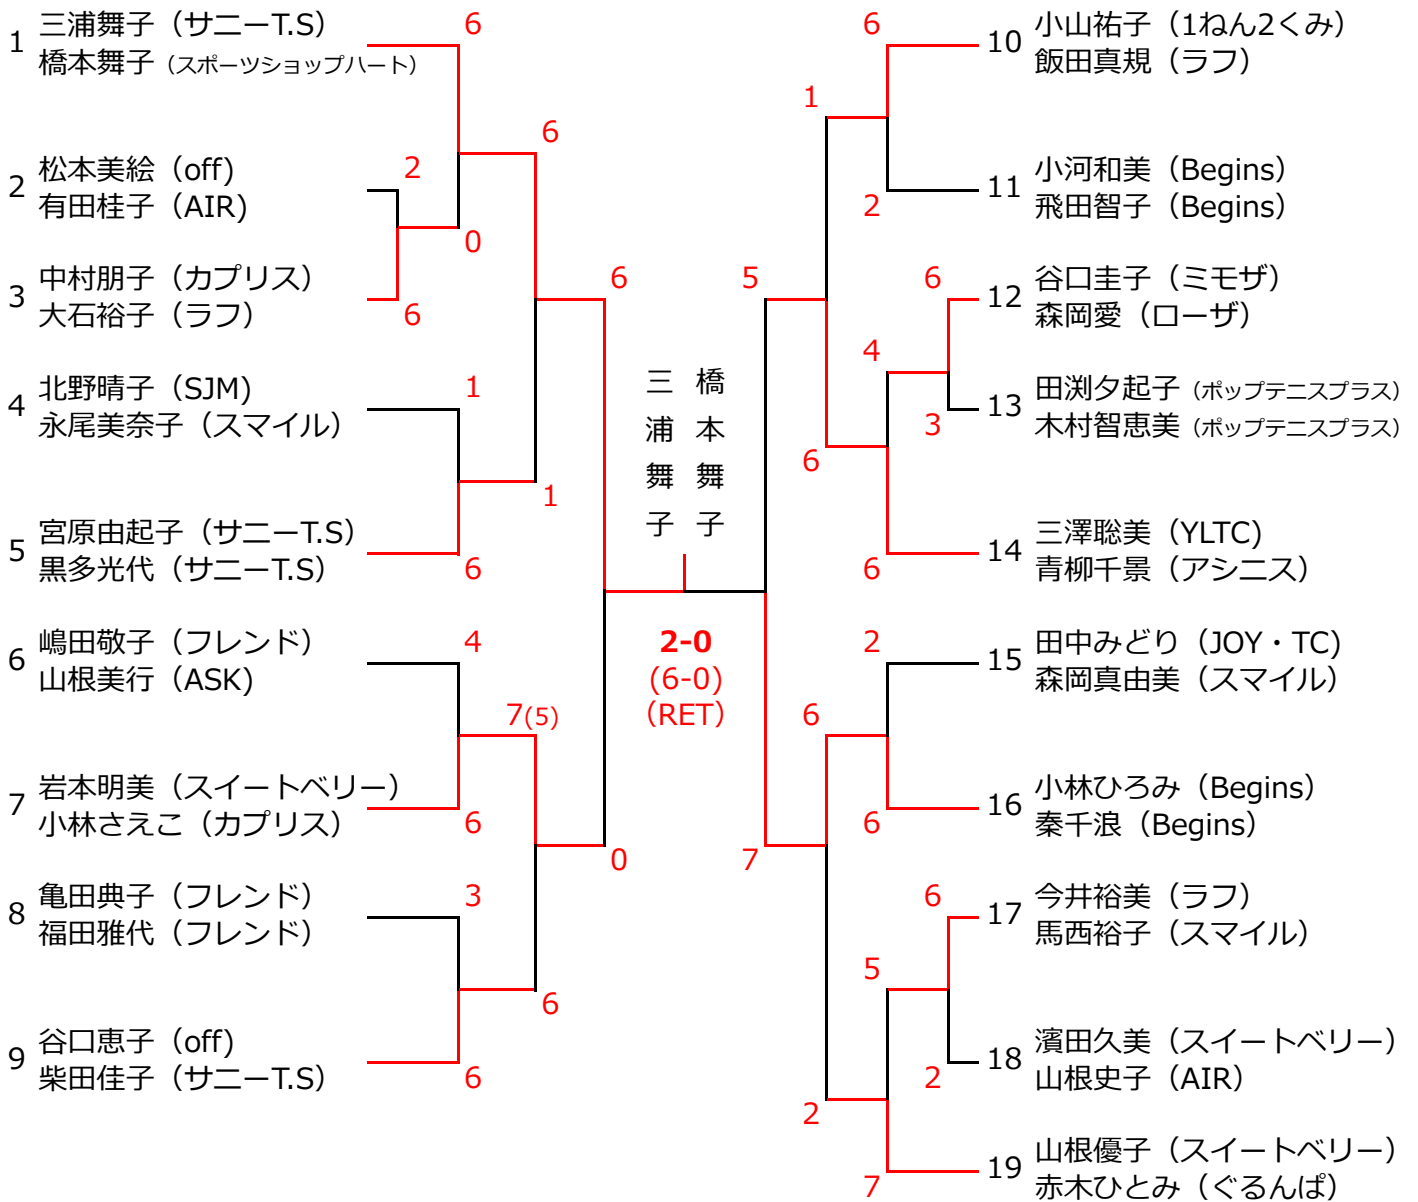 1
三浦舞子（サニーT.S）
橋本舞子（スポーツショップハート）
6
2
松本美絵（off)
有田桂子（AIR)
2
6
0
3
中村朋子（カプリス）
大石裕子（ラフ）
6
6
4
北野晴子（SJM)
永尾美奈子（スマイル）
1
1
5
宮原由起子（サニーT.S）
黒多光代（サニーT.S）
6
6
嶋田敬子（フレンド）
山根美行（ASK)
4
7(5)
7
岩本明美（スイートベリー）
小林さえこ（カプリス）
6
0
8
亀田典子（フレンド）
福田雅代（フレンド）
3
6
9
谷口恵子（off)
柴田佳子（サニーT.S）
6
三浦舞子
橋本舞子
2-0
(6-0)
（RET）
6
10
小山祐子（1ねん2くみ）
飯田真規（ラフ）
1
2
11
小河和美（Begins）
飛田智子（Begins）
5
6
12
谷口圭子（ミモザ）
森岡愛（ローザ）
4
3
13
田渕夕起子（ポップテニスプラス）
木村智恵美（ポップテニスプラス）
6
6
14
三澤聡美（YLTC)
青柳千景（アシニス）
2
15
田中みどり（JOY・TC)
森岡真由美（スマイル）
6
7
6
16
小林ひろみ（Begins）
秦千浪（Begins）
6
17
今井裕美（ラフ）
馬西裕子（スマイル）
5
2
18
濱田久美（スイートベリー）
山根史子（AIR）
2
7
19
山根優子（スイートベリー）
赤木ひとみ（ぐるんぱ）